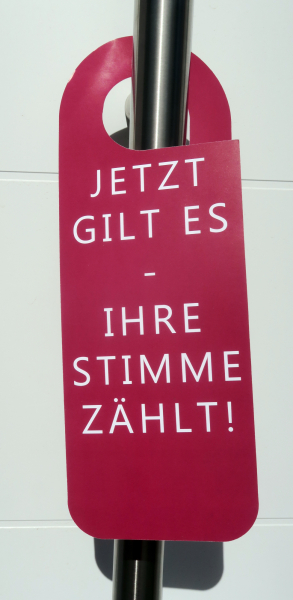 JETZT
GILT ES
-
IHRE
STIMME
ZÄHLT!